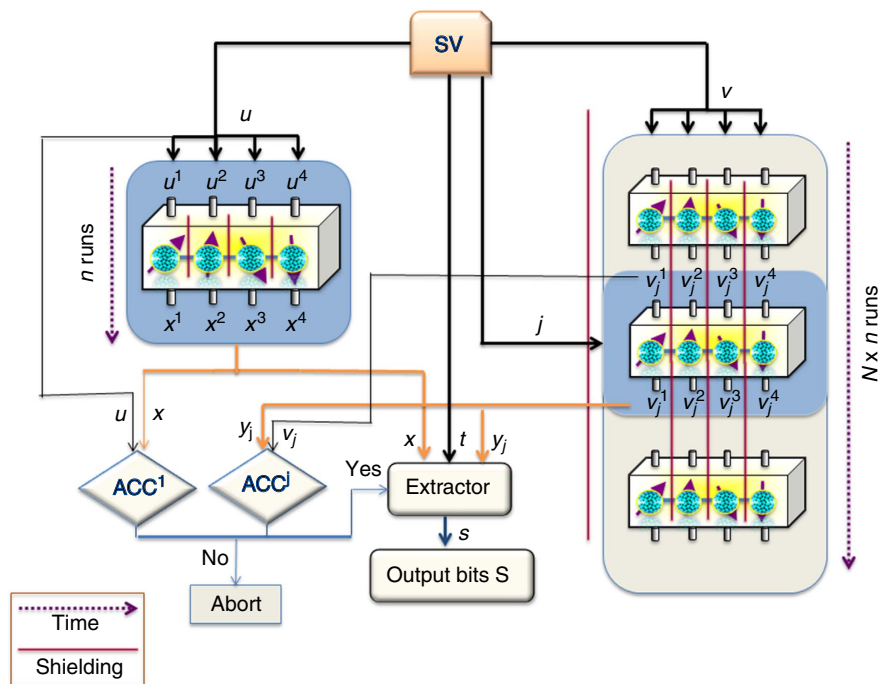 SV
u
v
u¹ u² u³ u⁴
n runs
x¹ x² x³ x⁴
vⱼ¹ vⱼ² vⱼ³ vⱼ⁴
j
N x n runs
vⱼ¹ vⱼ² vⱼ³ vⱼ⁴
u x yⱼ vⱼ x t yⱼ
Yes
ACC¹ ACCʲ Extractor
s
No
Output bits S
Abort
Time
Shielding